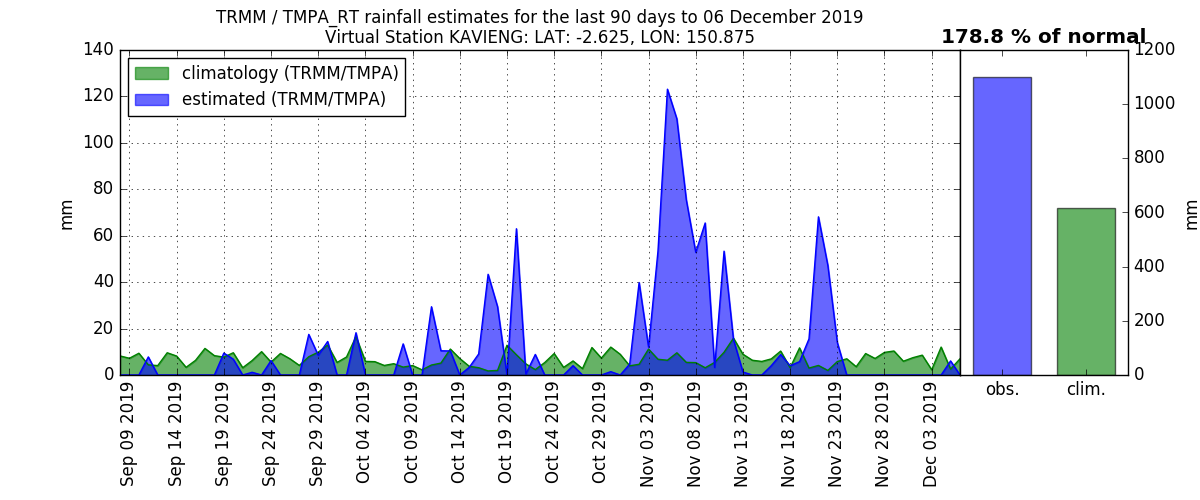 TRMM / TMPA_RT rainfall estimates for the last 90 days to 06 December 2019
Virtual Station KAVIENG: LAT: -2.625, LON: 150.875
178.8 % of normal
climatology (TRMM/TMPA)
estimated (TRMM/TMPA)
mm
140
120
100
80
60
40
20
0
Sep 09 2019
Sep 14 2019
Sep 19 2019
Sep 24 2019
Sep 29 2019
Oct 04 2019
Oct 09 2019
Oct 14 2019
Oct 19 2019
Oct 24 2019
Oct 29 2019
Nov 03 2019
Nov 08 2019
Nov 13 2019
Nov 18 2019
Nov 23 2019
Nov 28 2019
Dec 03 2019
obs.
clim.
1200
1000
800
600
400
200
0
mm